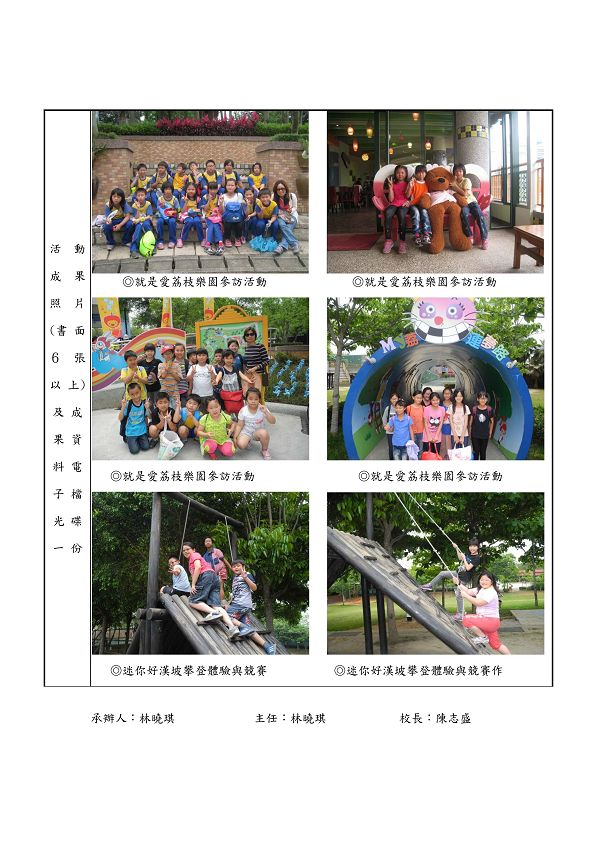 活動
成果
照片
(書面
6張
以上)
及成
果資
料電
子檔
光碟
一份
◎就是愛荔枝樂園參訪活動
◎就是愛荔枝樂園參訪活動
My荔
◎就是愛荔枝樂園參訪活動
◎就是愛荔枝樂園參訪活動
◎迷你好漢坡攀登體驗與競賽
◎迷你好漢坡攀登體驗與競賽作
承辦人：林曉琪 主任：林曉琪 校長：陳志盛